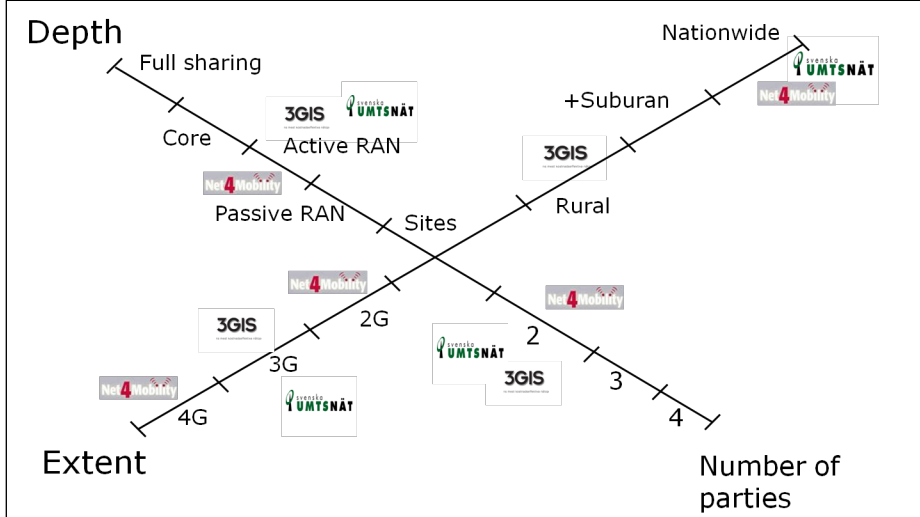 Depth
Nationwide
Full sharing
svenska
UMTSNÄT
Net4Mobility
+Suburan
3GIS
svenska
UMTSNÄT
Core
Active RAN
3GIS
Net4Mobility
Passive RAN
Rural
Sites
Net4Mobility
Net4Mobility
2G
3GIS
2
svenska
UMTSNÄT
3G
3GIS
3
Net4Mobility
svenska
UMTSNÄT
4G
4
Extent
Number of
parties